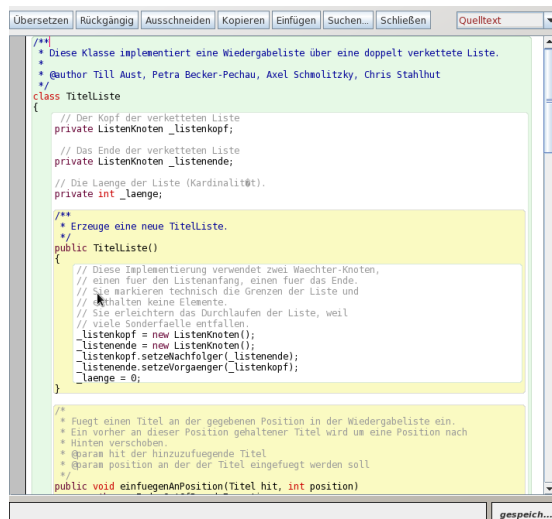 Übersetzen Rückgängig Ausschneiden Kopieren Einfügen Suchen... Schließen Quelltext
/**
 * Diese Klasse implementiert eine Wiedergabeliste über eine doppelt verkettete Liste.
 *
 * @author Till Aust, Petra Becker-Pechau, Axel Schmolitzky, Chris Stahlhut
 */
class TitelListe
{
    // Der Kopf der verketteten Liste
    private ListenKnoten _listenkopf;

    // Das Ende der verketteten Liste
    private ListenKnoten _listenende;

    // Die Laenge der Liste (Kardinalit�t).
    private int _laenge;

    /**
     * Erzeuge eine neue TitelListe.
     */
    public TitelListe()
    {
        // Diese Implementierung verwendet zwei Waechter-Knoten,
        // einen fuer den Listenanfang, einen fuer das Ende.
        // Sie markieren technisch die Grenzen der Liste und
        // enthalten keine Elemente.
        // Sie erleichtern das Durchlaufen der Liste, weil
        // viele Sonderfaelle entfallen.
        _listenkopf = new ListenKnoten();
        _listenende = new ListenKnoten();
        _listenkopf.setzeNachfolger(_listenende);
        _listenende.setzeVorgaenger(_listenkopf);
        _laenge = 0;
    }

    /*
     * Fuegt einen Titel an der gegebenen Position in der Wiedergabeliste ein.
     * Ein vorher an dieser Position gehaltener Titel wird um eine Position nach
     * Hinten verschoben.
     * @param hit der hinzuzufuegende Titel
     * @param position an der der Titel eingefuegt werden soll
     */
    public void einfuegenAnPosition(Titel hit, int position)
gespeich...